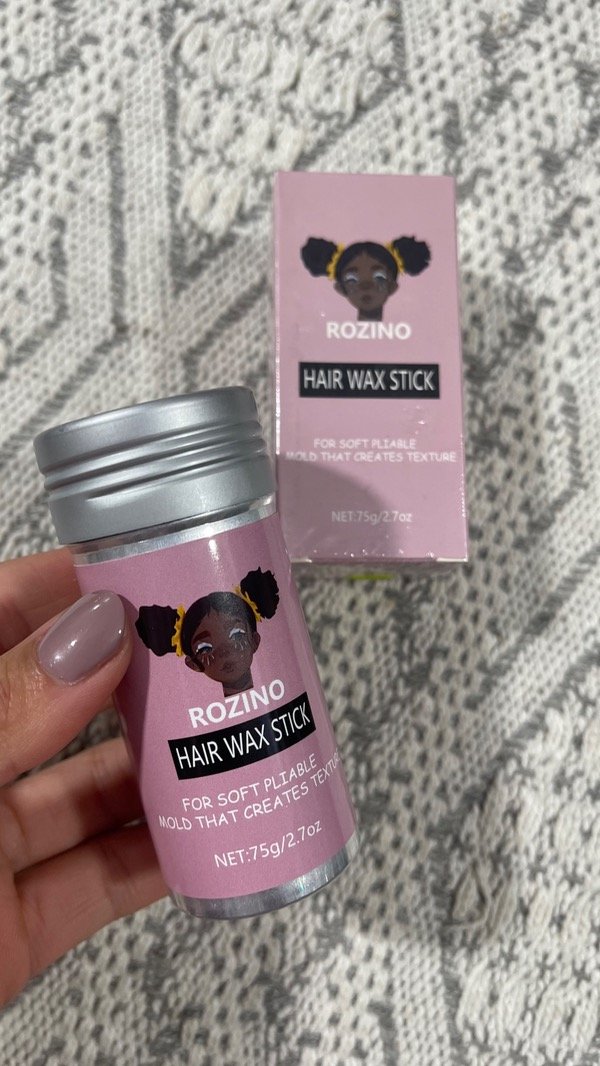 ROZINO
HAIR WAX STICK
FOR SOFT PLIABLE
MOLD THAT CREATES TEXTURE
NET:75g/2.7oz
ROZINO
HAIR WAX STICK
FOR SOFT PLIABLE
MOLD THAT CREATES TEXTURE
NET:75g/2.7oz